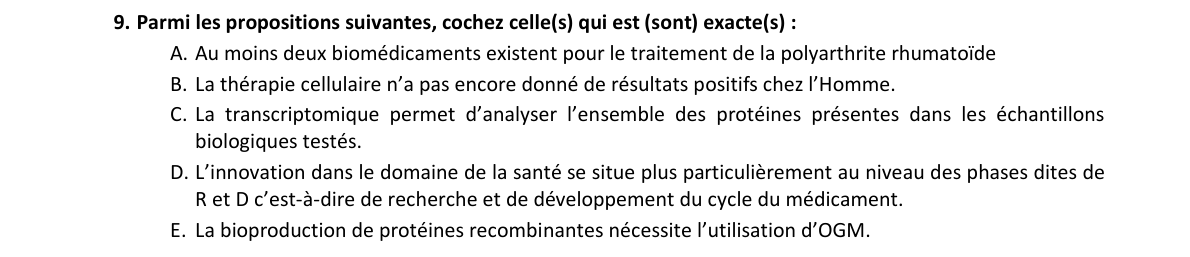 9. Parmi les propositions suivantes, cochez celle(s) qui est (sont) exacte(s) :
A. Au moins deux biomédicaments existent pour le traitement de la polyarthrite rhumatoïde
B. La thérapie cellulaire n’a pas encore donné de résultats positifs chez l’Homme.
C. La transcriptomique permet d’analyser l’ensemble des protéines présentes dans les échantillons
biologiques testés.
D. L’innovation dans le domaine de la santé se situe plus particulièrement au niveau des phases dites de
R et D c’est-à-dire de recherche et de développement du cycle du médicament.
E. La bioproduction de protéines recombinantes nécessite l’utilisation d’OGM.